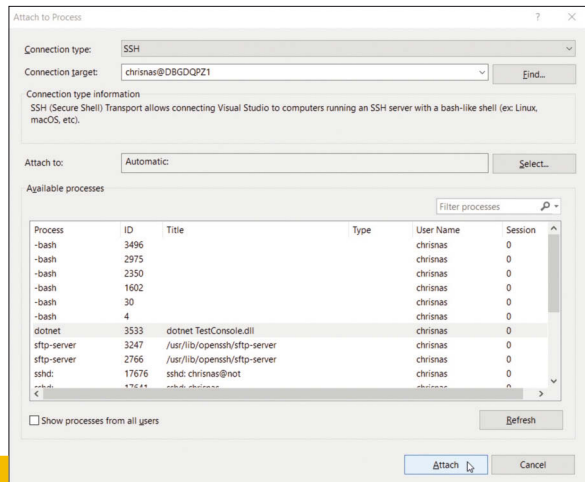 Attach to Process ? ×
Connection type: SSH
Connection target: chrisnas@DBGDQPZ1 Find...
Connection type information
SSH (Secure Shell) Transport allows connecting Visual Studio to computers running an SSH server with a bash-like shell (ex: Linux,
macOS, etc).
Attach to: Automatic: Select...
Available processes
Filter processes
Process ID Title Type User Name Session
-bash 3496 chrisnas 0
-bash 2975 chrisnas 0
-bash 2350 chrisnas 0
-bash 1602 chrisnas 0
-bash 30 chrisnas 0
-bash 4 chrisnas 0
dotnet 3533 dotnet TestConsole.dll chrisnas 0
sftp-server 3247 /usr/lib/openssh/sftp-server chrisnas 0
sftp-server 2766 /usr/lib/openssh/sftp-server chrisnas 0
sshd: 17676 sshd: chrisnas@not chrisnas 0
sshd: 17641 sshd: chrisnas chrisnas 0
Show processes from all users Refresh
Attach Cancel